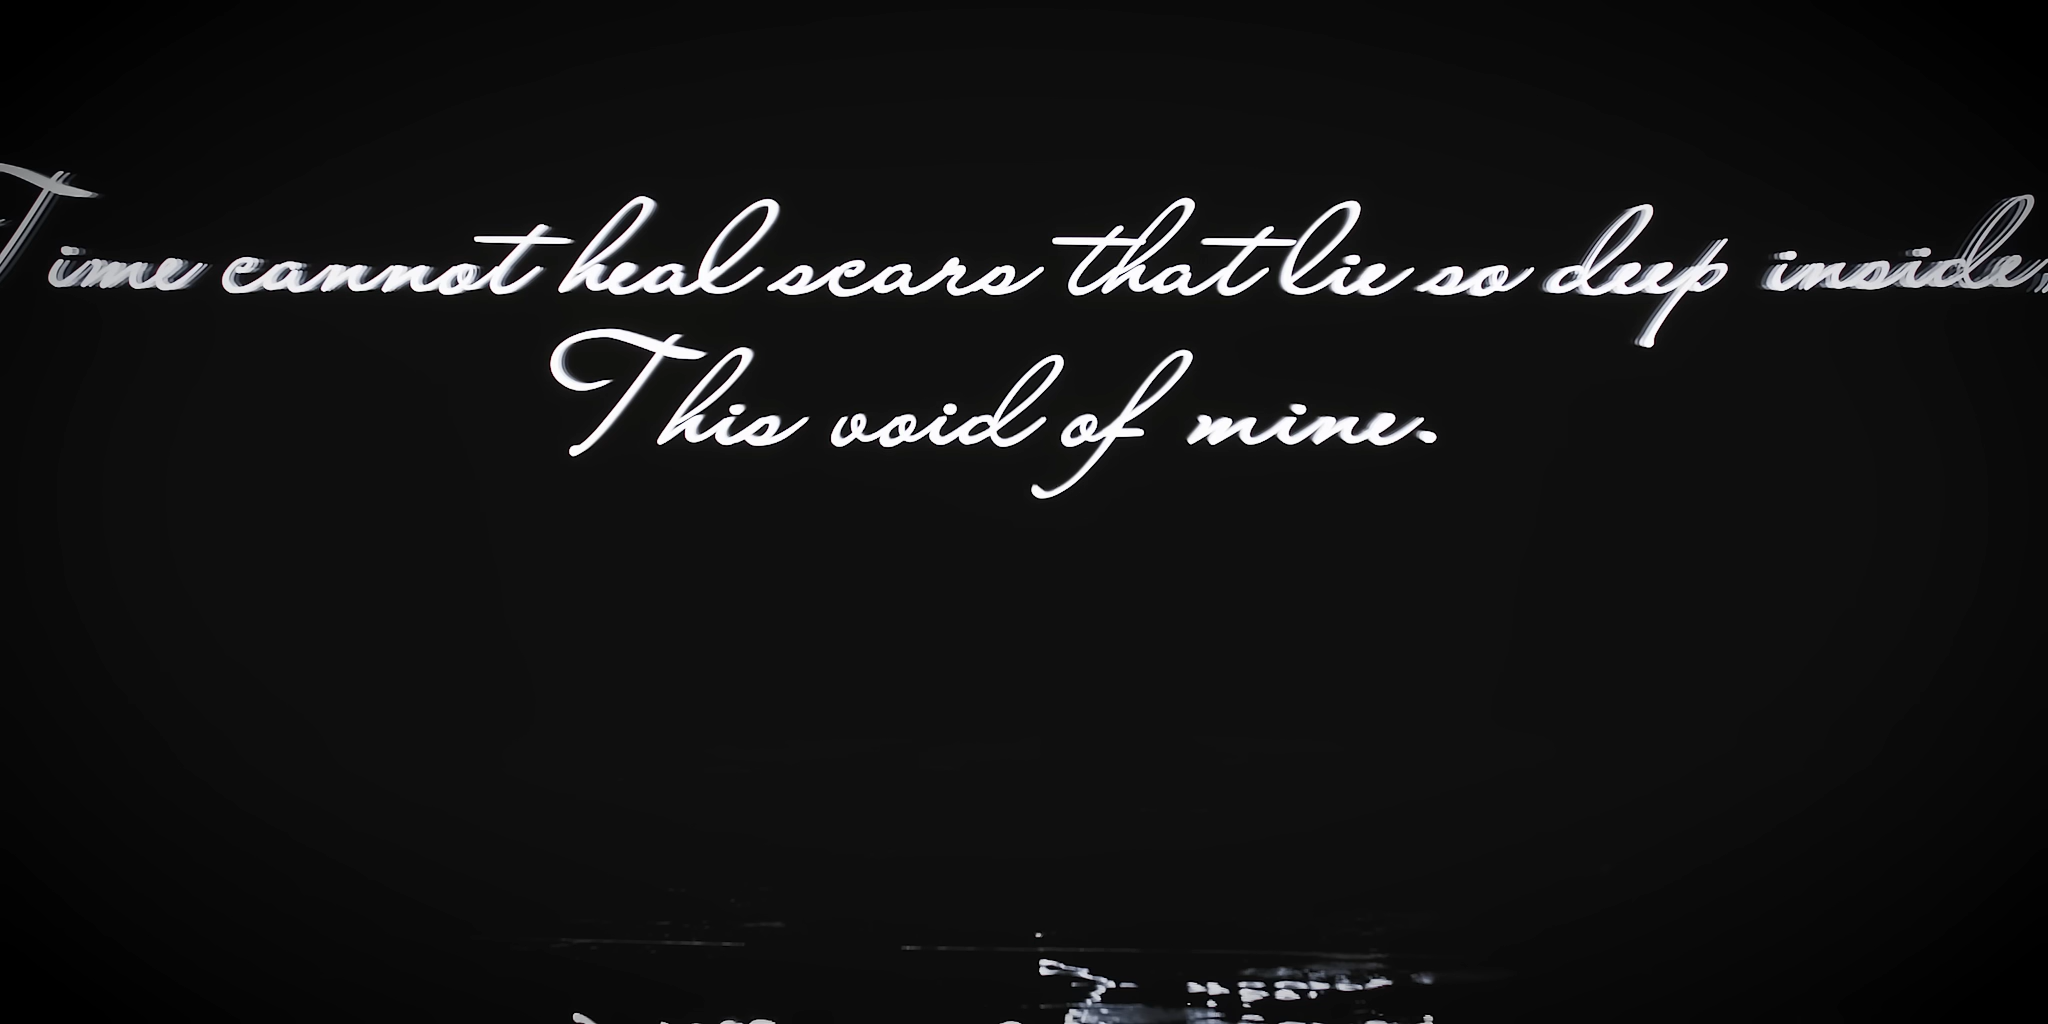 Time cannot heal scars that lie so deep inside,
This void of mine.